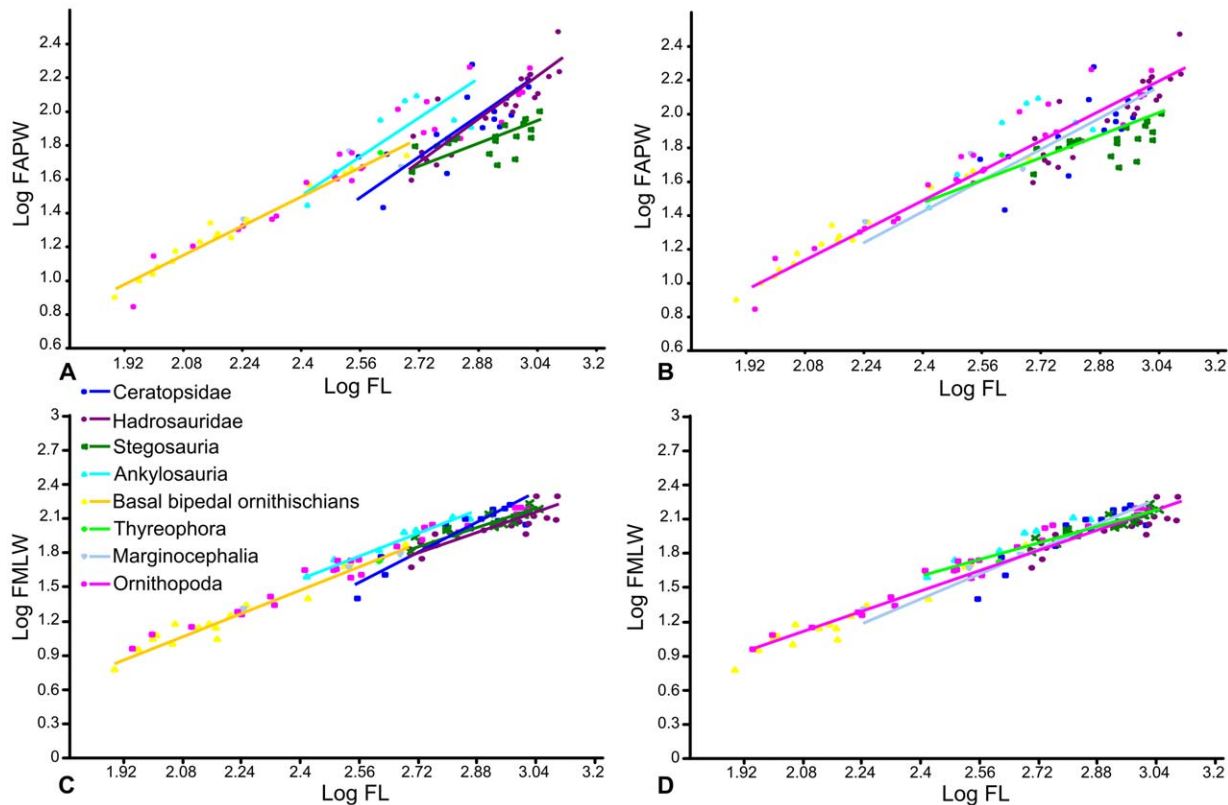 2.4
2.2
2.0
1.8
1.6
1.4
1.2
1.0
0.8
0.6
Log FAPW
1.92 2.08 2.24 2.4 2.56 2.72 2.88 3.04 3.2
A
Log FL
2.4
2.2
2.0
1.8
1.6
1.4
1.2
1.0
0.8
0.6
Log FAPW
1.92 2.08 2.24 2.4 2.56 2.72 2.88 3.04 3.2
B
Log FL
Ceratopsidae
Hadrosauridae
Stegosauria
Ankylosauria
Basal bipedal ornithischians
Thyreophora
Marginocephalia
Ornithopoda
3
2.7
2.4
2.1
1.8
1.5
1.2
0.9
0.6
0.3
0
Log FMLW
1.92 2.08 2.24 2.4 2.56 2.72 2.88 3.04 3.2
C
Log FL
3
2.7
2.4
2.1
1.8
1.5
1.2
0.9
0.6
0.3
0
Log FMLW
1.92 2.08 2.24 2.4 2.56 2.72 2.88 3.04 3.2
D
Log FL